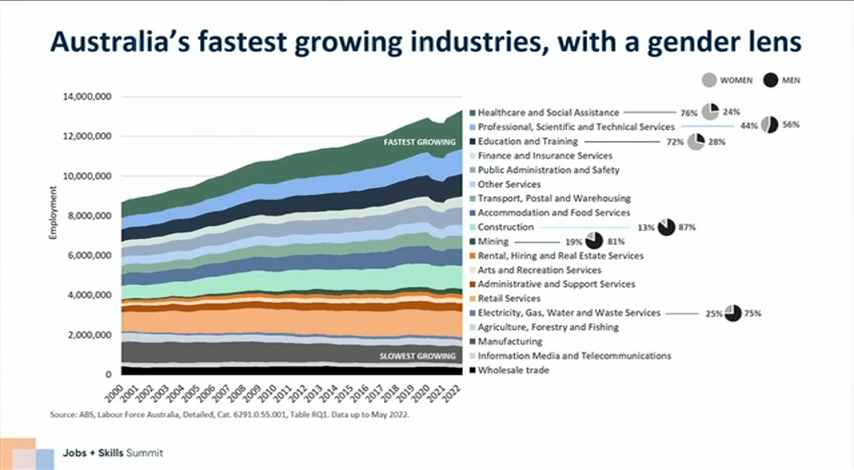 Australia's fastest growing industries, with a gender lens
WOMEN MEN
14,000,000
12,000,000
10,000,000
8,000,000
6,000,000
4,000,000
2,000,000
0
Employment
FASTEST GROWING
SLOWEST GROWING
Healthcare and Social Assistance 76% 24%
Professional, Scientific and Technical Services 44% 56%
Education and Training 72% 28%
Finance and Insurance Services
Public Administration and Safety
Other Services
Transport, Postal and Warehousing
Accommodation and Food Services
Construction 13% 87%
Mining 19% 81%
Rental, Hiring and Real Estate Services
Arts and Recreation Services
Administrative and Support Services
Retail Services
Electricity, Gas, Water and Waste Services 25% 75%
Agriculture, Forestry and Fishing
Manufacturing
Information Media and Telecommunications
Wholesale trade
2000 2001 2002 2003 2004 2005 2006 2007 2008 2009 2010 2011 2012 2013 2014 2015 2016 2017 2018 2019 2020 2021 2022
Source: ABS, Labour Force Australia, Detailed, Cat. 6291.0.55.001, Table RQ1. Data up to May 2022.
Jobs + Skills Summit